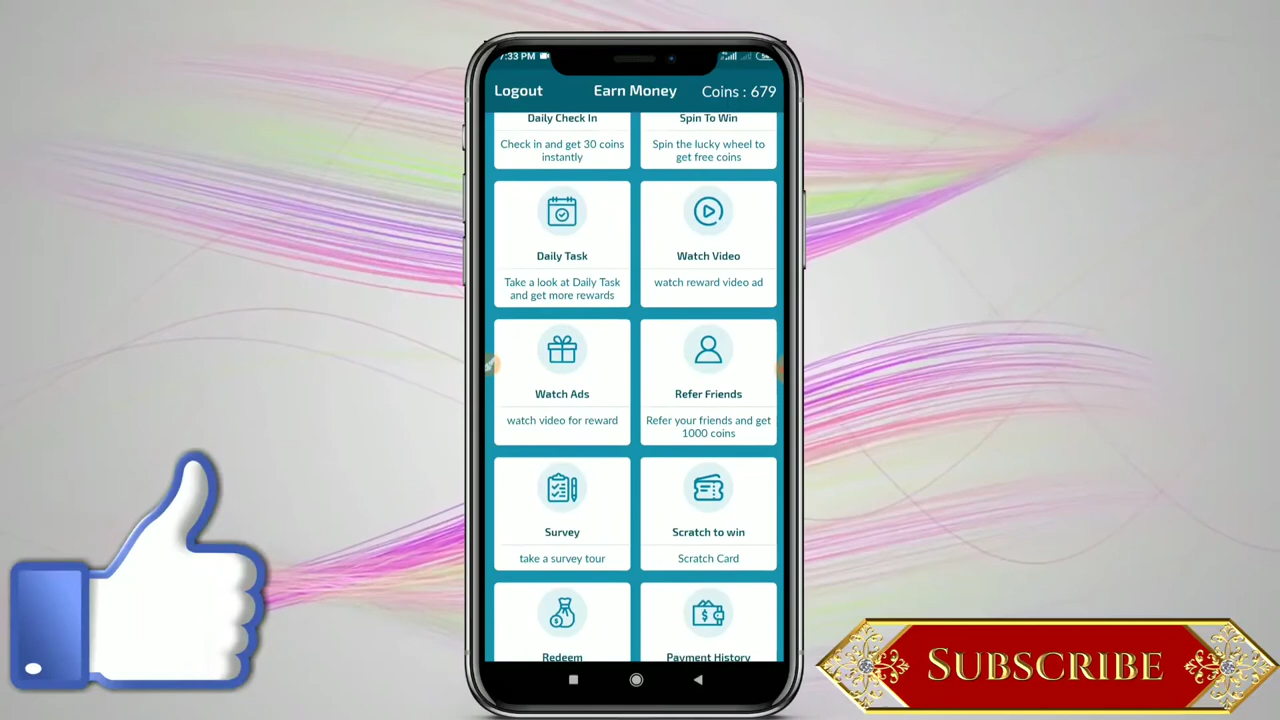 7:33 PM
Logout
Earn Money
Coins : 679
Daily Check In
Check in and get 30 coins
instantly
Spin To Win
Spin the lucky wheel to
get free coins
Daily Task
Take a look at Daily Task
and get more rewards
Watch Video
watch reward video ad
Watch Ads
watch video for reward
Refer Friends
Refer your friends and get
1000 coins
Survey
take a survey tour
Scratch to win
Scratch Card
Redeem
Payment History
SUBSCRIBE